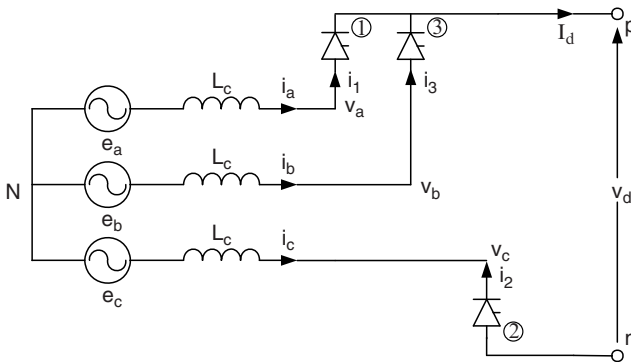 ① ③ I_d p
L_c i_a i_1 i_3
e_a v_a
L_c i_b
N v_b v_d
e_b
L_c i_c v_c
i_2
e_c ② n